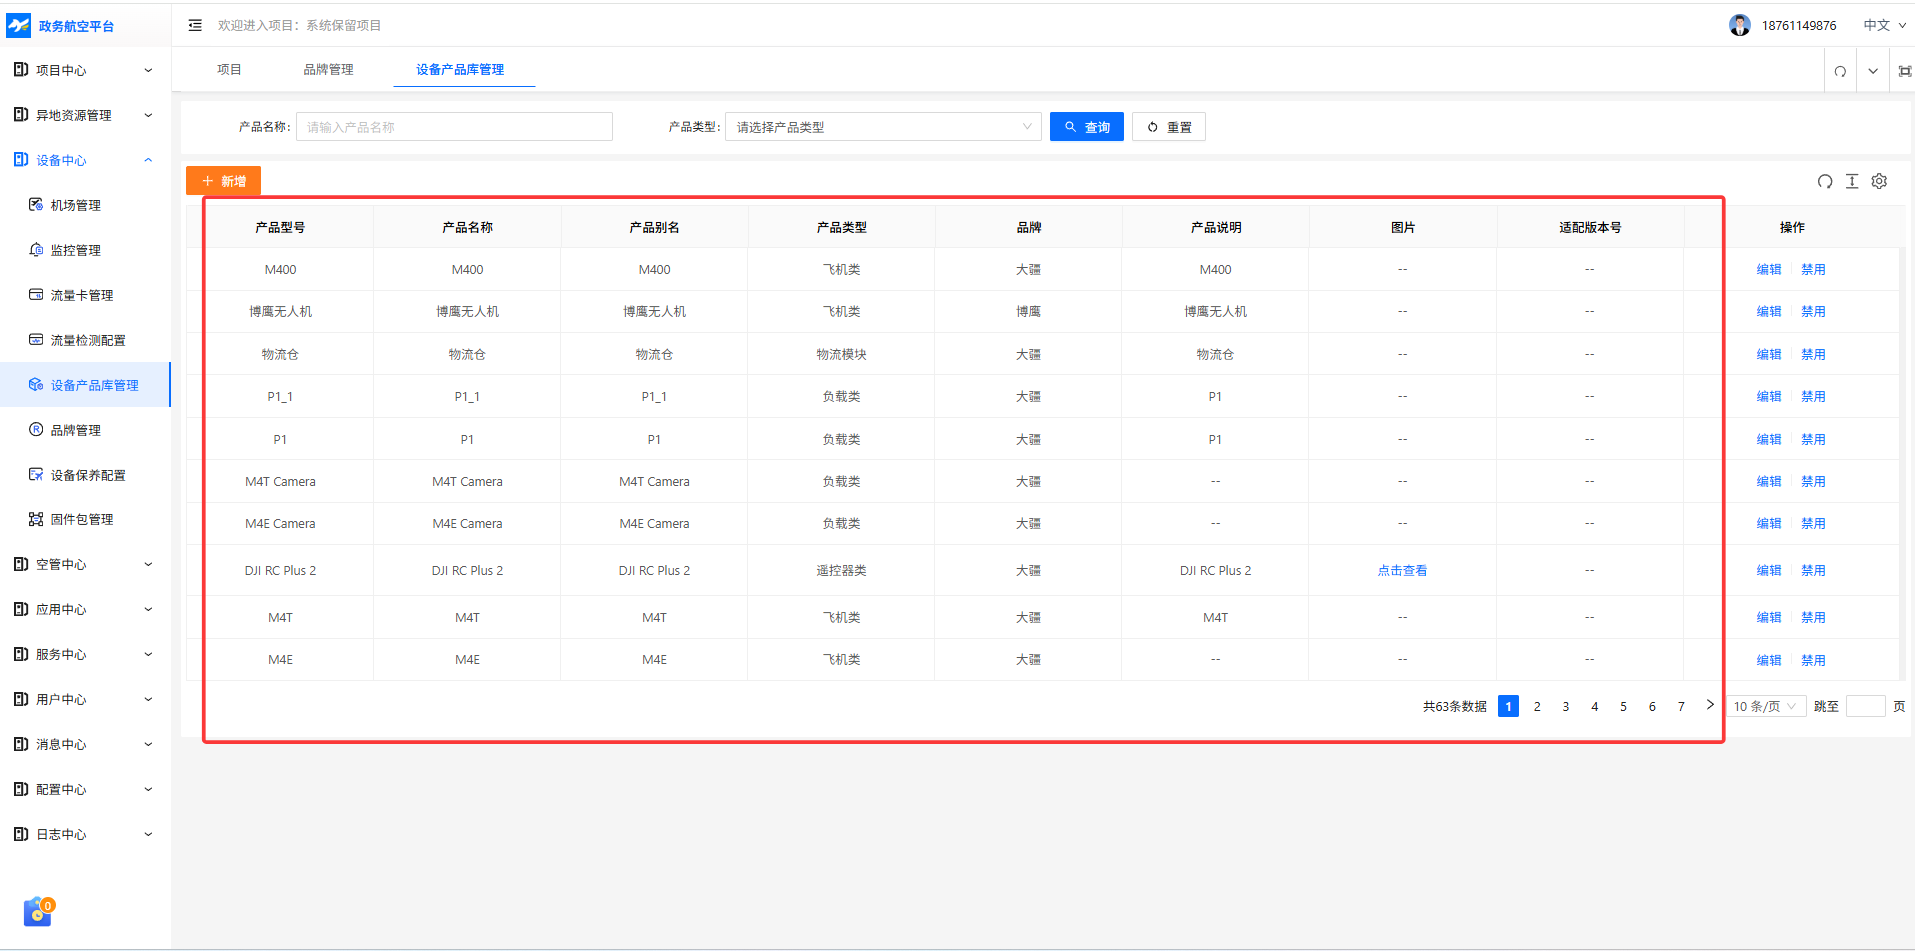 政务航空平台
欢迎进入项目：系统保留项目
18761149876 中文
项目中心
异地资源管理
设备中心
机场管理
监控管理
流量卡管理
流量检测配置
设备产品库管理
品牌管理
设备保养配置
固件包管理
空管中心
应用中心
服务中心
用户中心
消息中心
配置中心
日志中心
0
项目 品牌管理 设备产品库管理
产品名称: 请输入产品名称 产品类型: 请选择产品类型 查询 重置
新增
产品型号 产品名称 产品别名 产品类型 品牌 产品说明 图片 适配版本号 操作
M400 M400 M400 飞机类 大疆 M400 -- -- 编辑 禁用
博鹰无人机 博鹰无人机 博鹰无人机 飞机类 博鹰 博鹰无人机 -- -- 编辑 禁用
物流仓 物流仓 物流仓 物流模块 大疆 物流仓 -- -- 编辑 禁用
P1_1 P1_1 P1_1 负载类 大疆 P1 -- -- 编辑 禁用
P1 P1 P1 负载类 大疆 P1 -- -- 编辑 禁用
M4T Camera M4T Camera M4T Camera 负载类 大疆 -- -- -- 编辑 禁用
M4E Camera M4E Camera M4E Camera 负载类 大疆 -- -- -- 编辑 禁用
DJI RC Plus 2 DJI RC Plus 2 DJI RC Plus 2 遥控器类 大疆 DJI RC Plus 2 点击查看 -- 编辑 禁用
M4T M4T M4T 飞机类 大疆 M4T -- -- 编辑 禁用
M4E M4E M4E 飞机类 大疆 -- -- -- 编辑 禁用
共63条数据 1 2 3 4 5 6 7 10 条/页 跳至 页